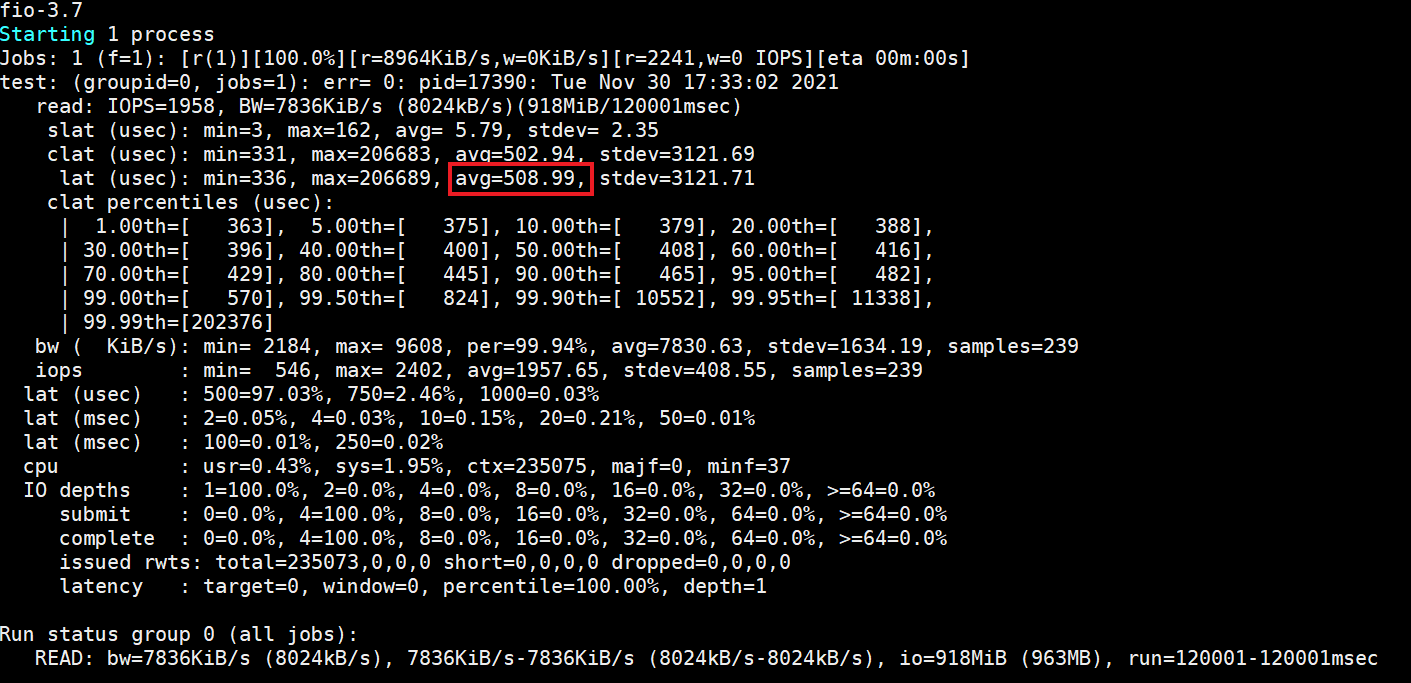 fio-3.7
Starting 1 process
Jobs: 1 (f=1): [r(1)][100.0%][r=8964KiB/s,w=0KiB/s][r=2241,w=0 IOPS][eta 00m:00s]
test: (groupid=0, jobs=1): err= 0: pid=17390: Tue Nov 30 17:33:02 2021
   read: IOPS=1958, BW=7836KiB/s (8024kB/s)(918MiB/120001msec)
    slat (usec): min=3, max=162, avg= 5.79, stdev= 2.35
    clat (usec): min=331, max=206683, avg=502.94, stdev=3121.69
     lat (usec): min=336, max=206689, avg=508.99, stdev=3121.71
    clat percentiles (usec):
     |  1.00th=[   363],  5.00th=[   375], 10.00th=[   379], 20.00th=[   388],
     | 30.00th=[   396], 40.00th=[   400], 50.00th=[   408], 60.00th=[   416],
     | 70.00th=[   429], 80.00th=[   445], 90.00th=[   465], 95.00th=[   482],
     | 99.00th=[   570], 99.50th=[   824], 99.90th=[ 10552], 99.95th=[ 11338],
     | 99.99th=[202376]
   bw (  KiB/s): min= 2184, max= 9608, per=99.94%, avg=7830.63, stdev=1634.19, samples=239
   iops        : min=  546, max= 2402, avg=1957.65, stdev=408.55, samples=239
  lat (usec)   : 500=97.03%, 750=2.46%, 1000=0.03%
  lat (msec)   : 2=0.05%, 4=0.03%, 10=0.15%, 20=0.21%, 50=0.01%
  lat (msec)   : 100=0.01%, 250=0.02%
  cpu          : usr=0.43%, sys=1.95%, ctx=235075, majf=0, minf=37
  IO depths    : 1=100.0%, 2=0.0%, 4=0.0%, 8=0.0%, 16=0.0%, 32=0.0%, >=64=0.0%
     submit    : 0=0.0%, 4=100.0%, 8=0.0%, 16=0.0%, 32=0.0%, 64=0.0%, >=64=0.0%
     complete  : 0=0.0%, 4=100.0%, 8=0.0%, 16=0.0%, 32=0.0%, 64=0.0%, >=64=0.0%
     issued rwts: total=235073,0,0,0 short=0,0,0,0 dropped=0,0,0,0
     latency   : target=0, window=0, percentile=100.00%, depth=1

Run status group 0 (all jobs):
   READ: bw=7836KiB/s (8024kB/s), 7836KiB/s-7836KiB/s (8024kB/s-8024kB/s), io=918MiB (963MB), run=120001-120001msec